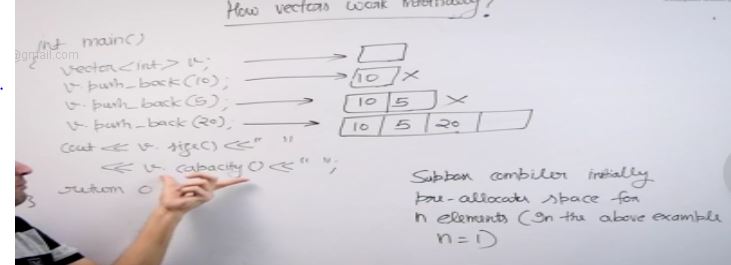 How vectors work internally?
int main()
@gmail.com
{
vector<int> v;
v.push_back(10);
10 X
v.push_back(5);
10 5 X
v.push_back(20);
10 5 20
cout << v.size() << " "
<< v.capacity() << " ";
return 0
}
Suppose compiler initially
pre-allocates space for
n elements (In the above example
n=1)